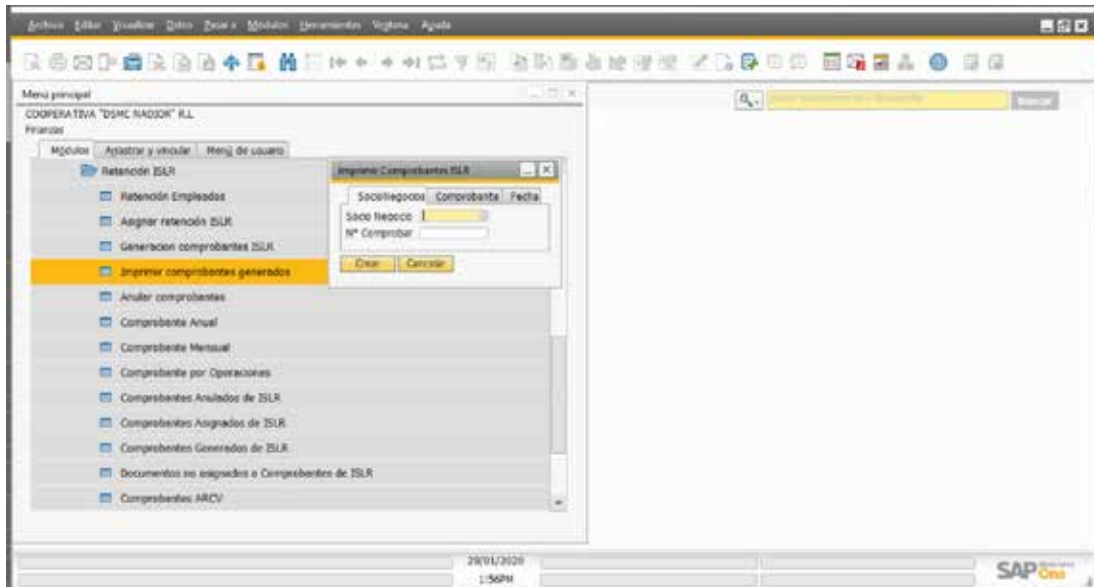 Archivo Editar Visualizar Datos Pasar a Módulos Herramientas Ventana Ayuda
Menú principal
COOPERATIVA "DSMC NADIOR" R.L.
Finanzas
Módulos Arrastrar y vincular Menú de usuario
Retención ISLR
Retención Empleados
Asignar retención ISLR
Generacion comprobantes ISLR
Imprimir comprobantes generados
Anular comprobantes
Comprobante Anual
Comprobante Mensual
Comprobante por Operaciones
Comprobantes Anulados de ISLR
Comprobantes Asignados de ISLR
Comprobantes Generados de ISLR
Documentos no asignados a Comprobantes de ISLR
Comprobantes ARCV
Imprimir Comprobantes ISLR
SocioNegocios Comprobante Fecha
Socio Negocio
N° Comprobar
Crear Cancelar
Buscar
29/01/2020
1:56PM
SAP One